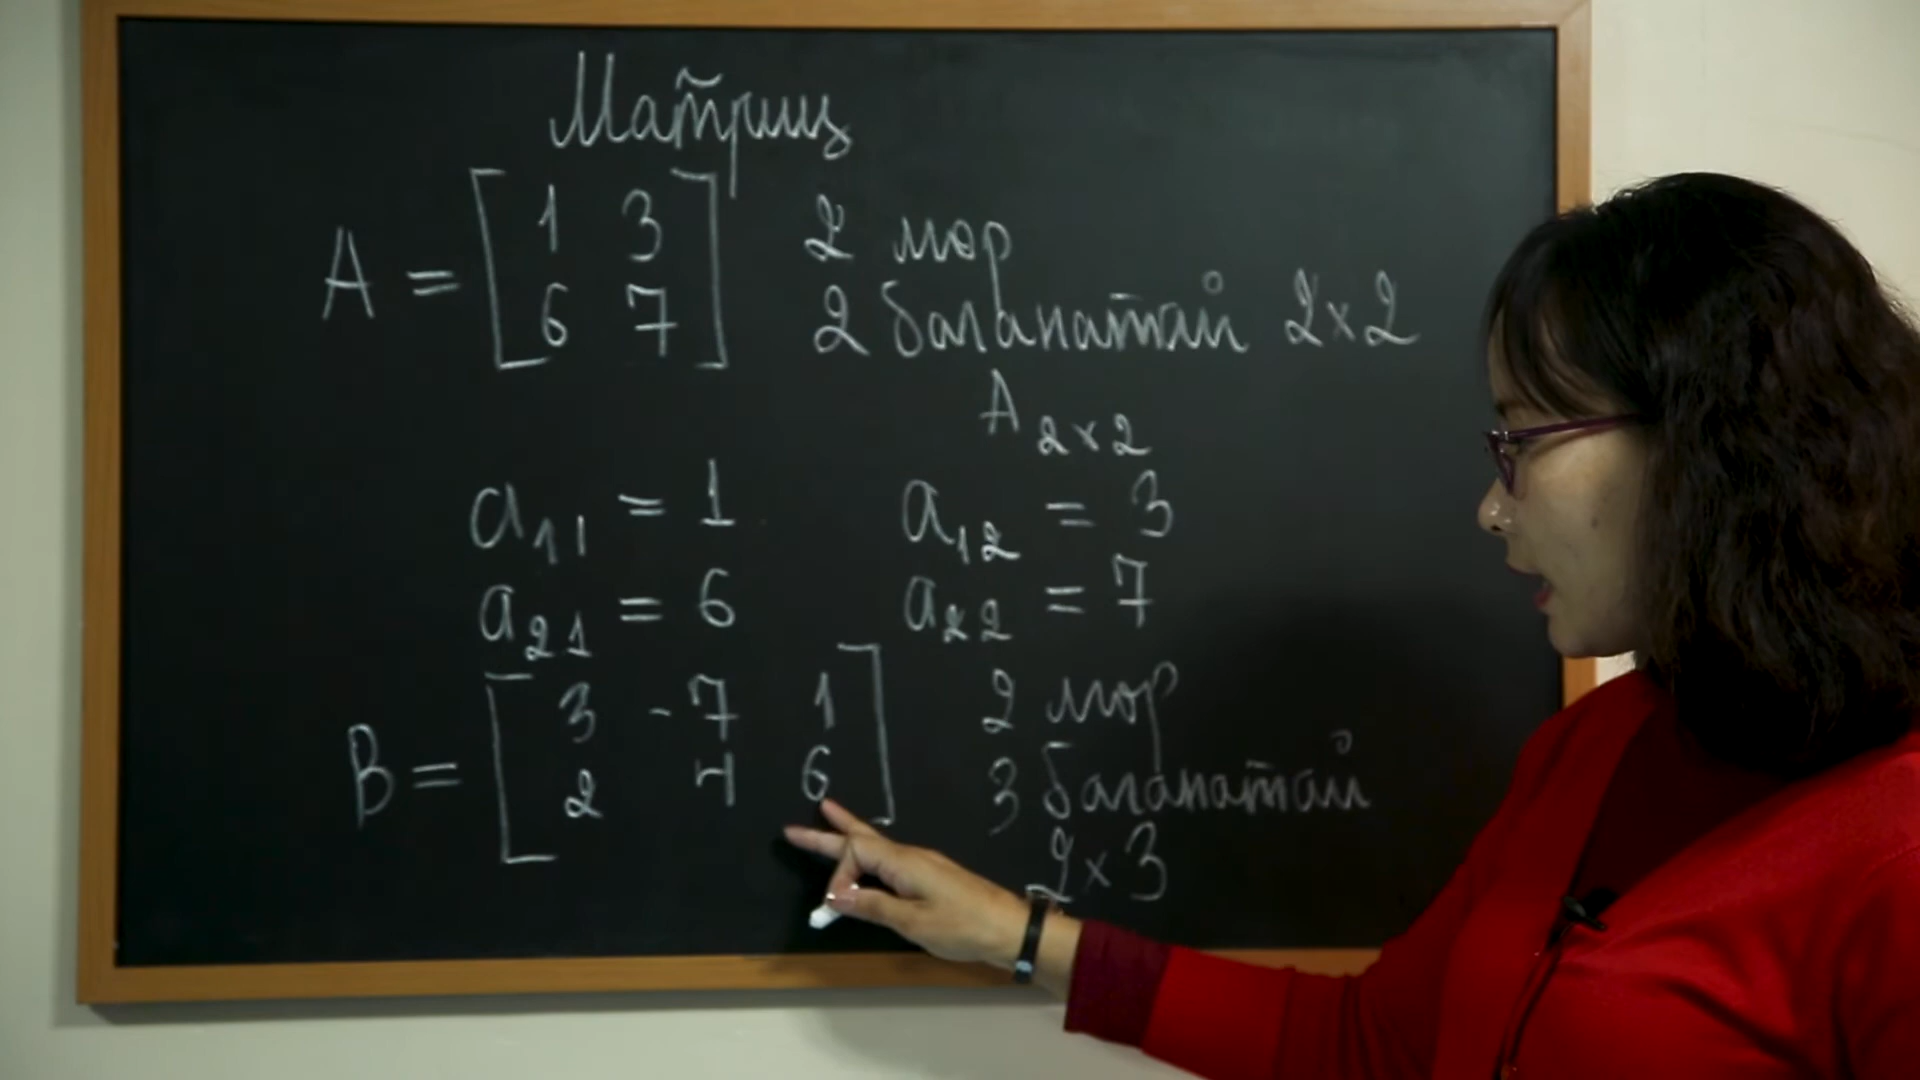 Матриц
A = [ 1 3 ] 2 мөр
[ 6 7 ] 2 баганатай 2×2
A 2×2
a11 = 1 a12 = 3
a21 = 6 a22 = 7
B = [ 3 -7 1 ] 2 мөр
[ 2 4 6 ] 3 баганатай
2×3